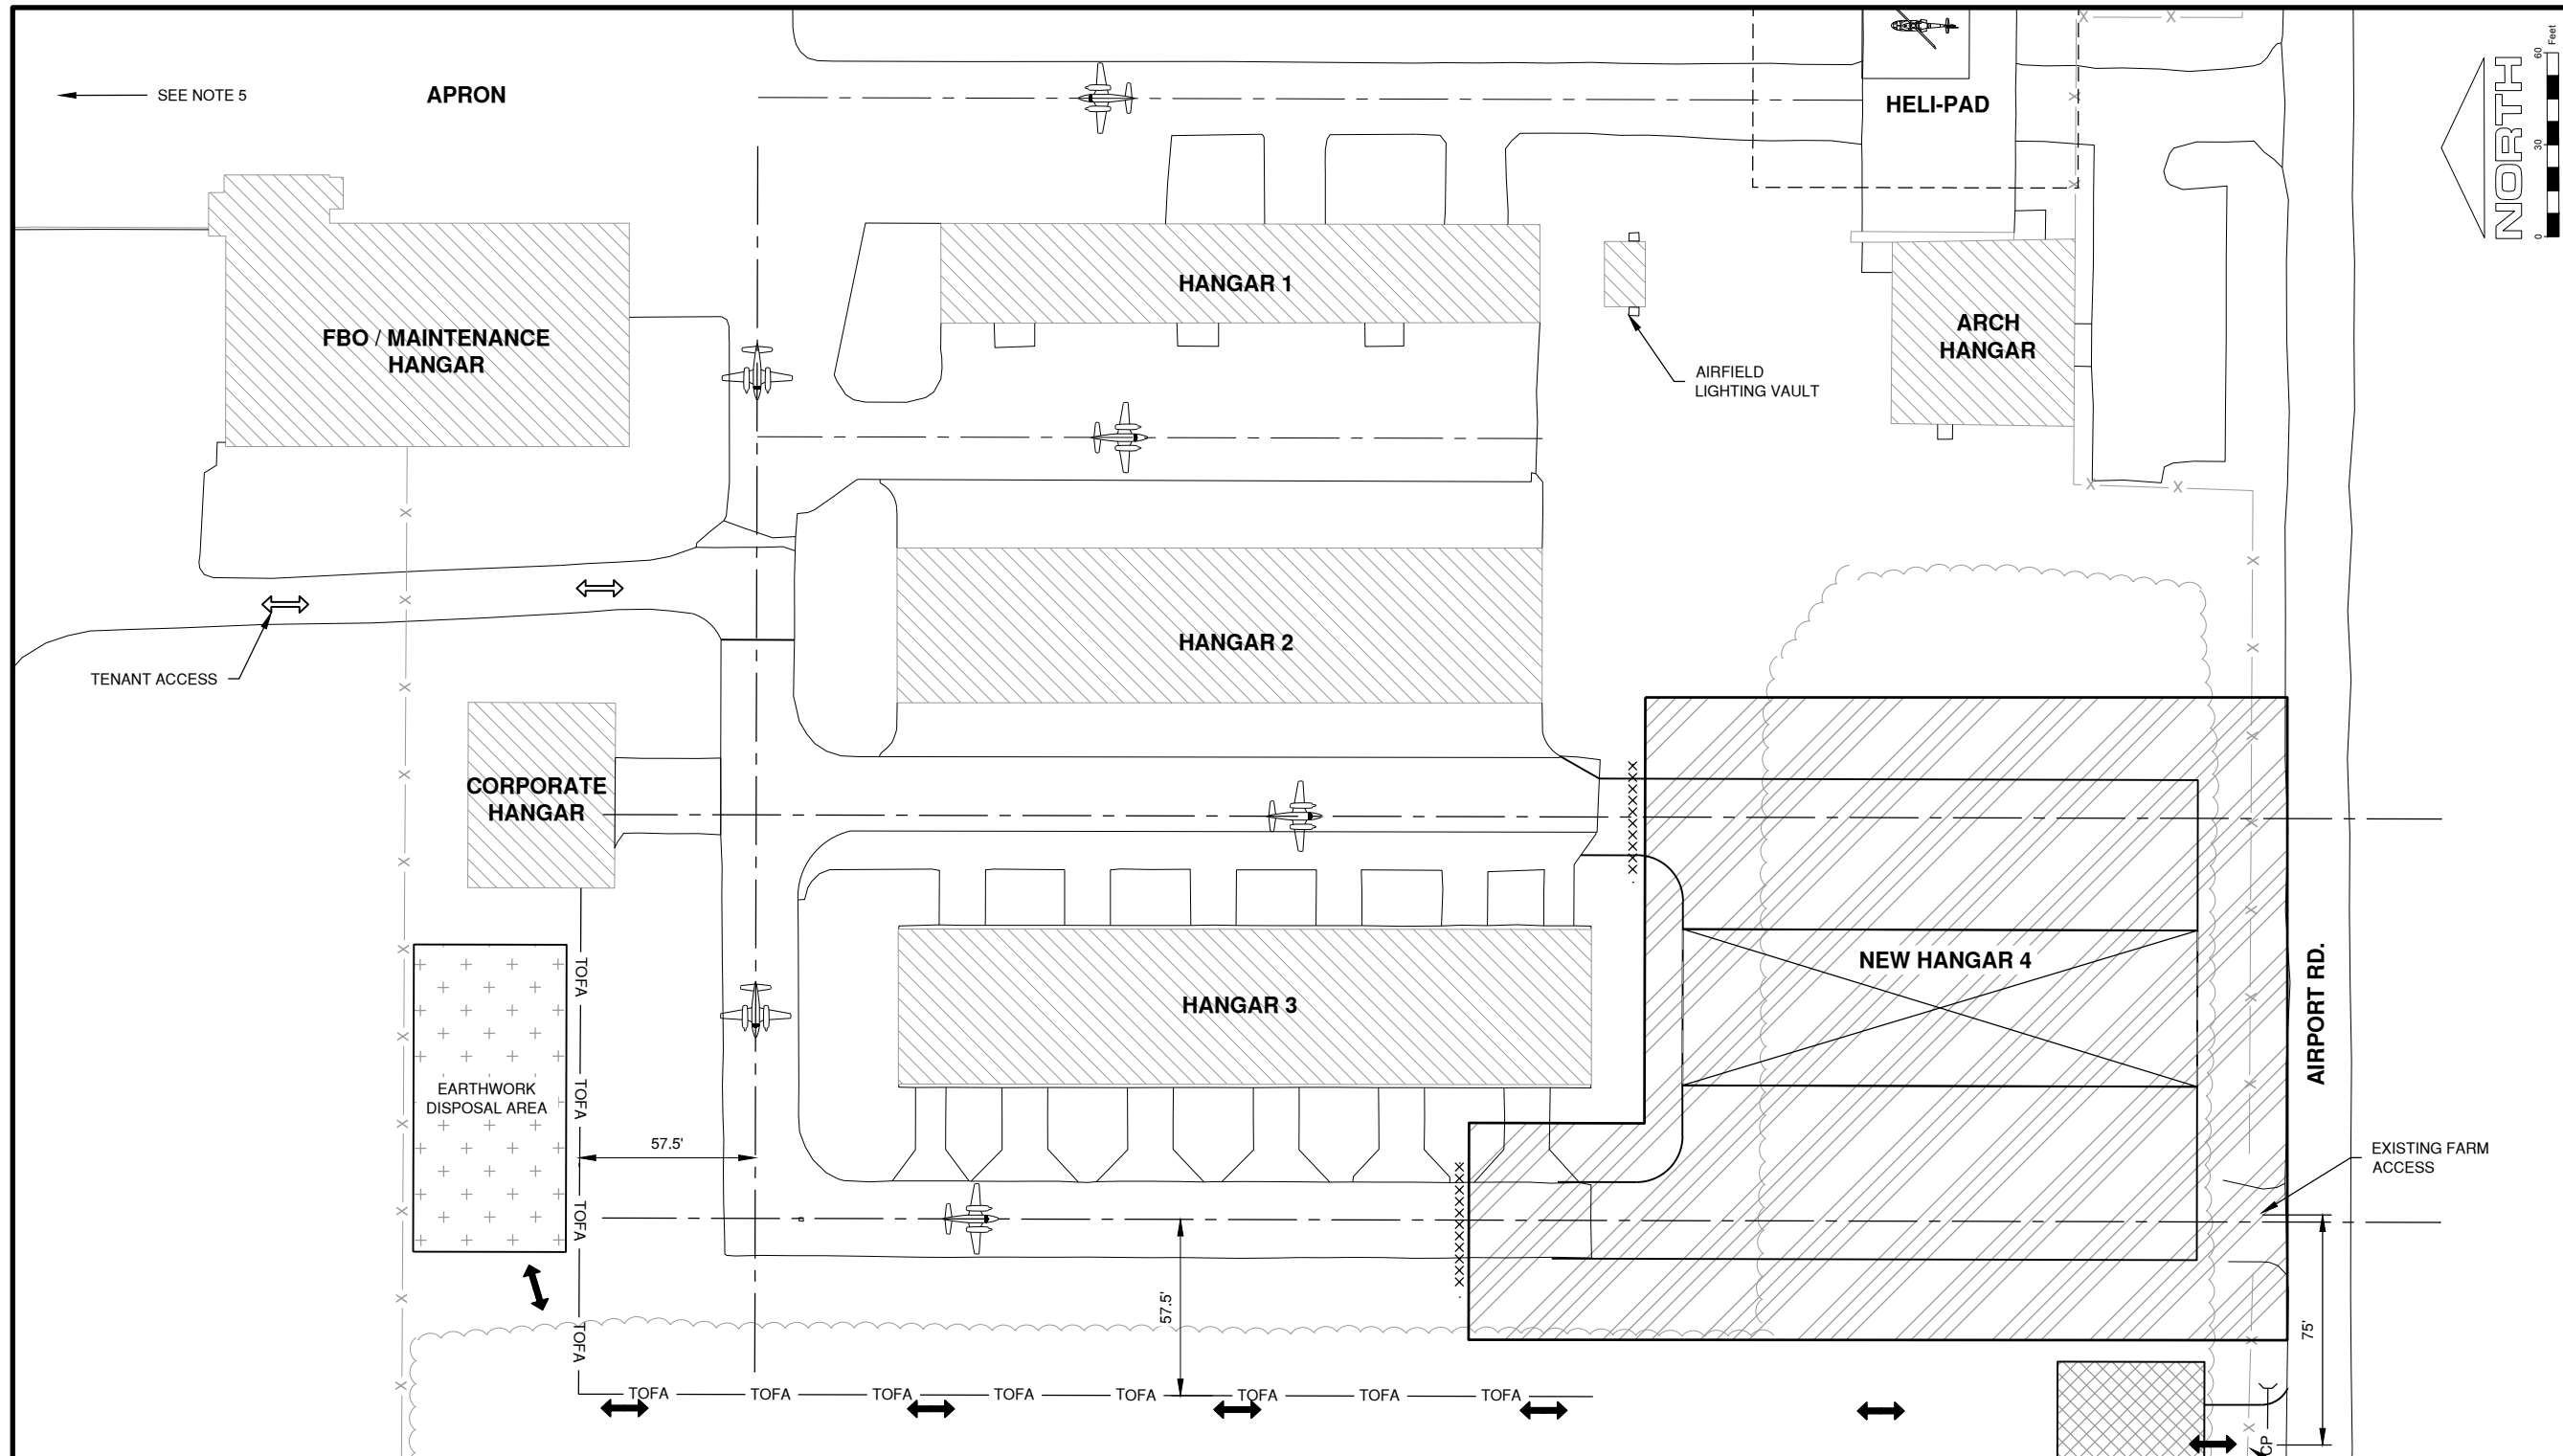 SEE NOTE 5
APRON
HELI-PAD
NORTH
0
30
60
Feet
HANGAR 1
FBO / MAINTENANCE
HANGAR
ARCH
HANGAR
AIRFIELD
LIGHTING VAULT
HANGAR 2
TENANT ACCESS
CORPORATE
HANGAR
NEW HANGAR 4
HANGAR 3
AIRPORT RD.
EARTHWORK
DISPOSAL AREA
TOFA
TOFA
TOFA
TOFA
57.5'
57.5'
EXISTING FARM
ACCESS
75'
TOFA
TOFA
TOFA
TOFA
TOFA
TOFA
TOFA
TOFA